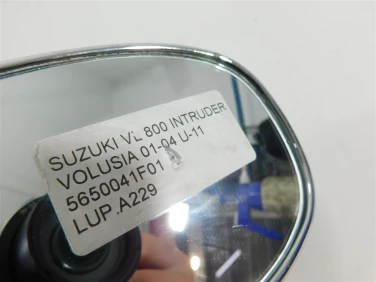 SUZUKI VL 800 INTRUDER
VOLUSIA 01-04 U-11
5650041F01
LUP.A229